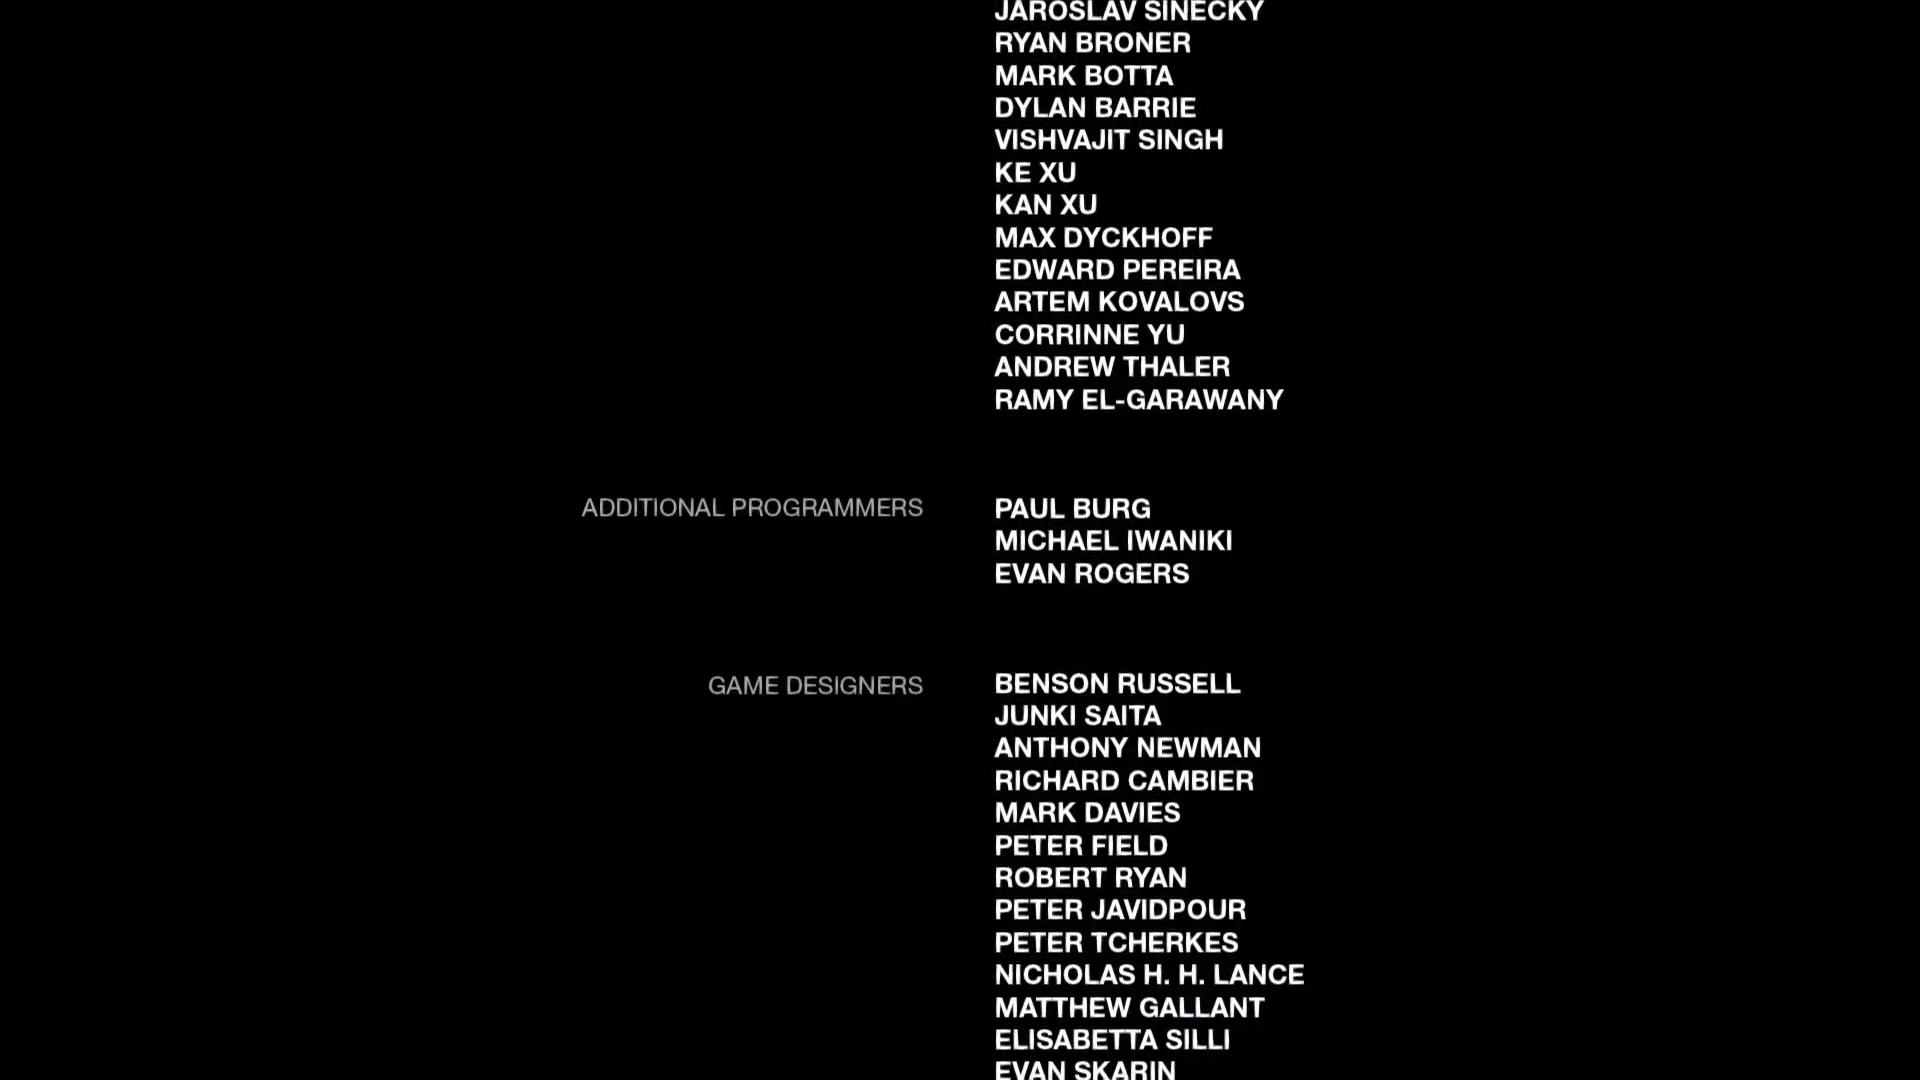 JAROSLAV SINECKY
RYAN BRONER
MARK BOTTA
DYLAN BARRIE
VISHVAJIT SINGH
KE XU
KAN XU
MAX DYCKHOFF
EDWARD PEREIRA
ARTEM KOVALOVS
CORRINNE YU
ANDREW THALER
RAMY EL-GARAWANY
ADDITIONAL PROGRAMMERS PAUL BURG
MICHAEL IWANIKI
EVAN ROGERS
GAME DESIGNERS BENSON RUSSELL
JUNKI SAITA
ANTHONY NEWMAN
RICHARD CAMBIER
MARK DAVIES
PETER FIELD
ROBERT RYAN
PETER JAVIDPOUR
PETER TCHERKES
NICHOLAS H. H. LANCE
MATTHEW GALLANT
ELISABETTA SILLI
EVAN SKARIN